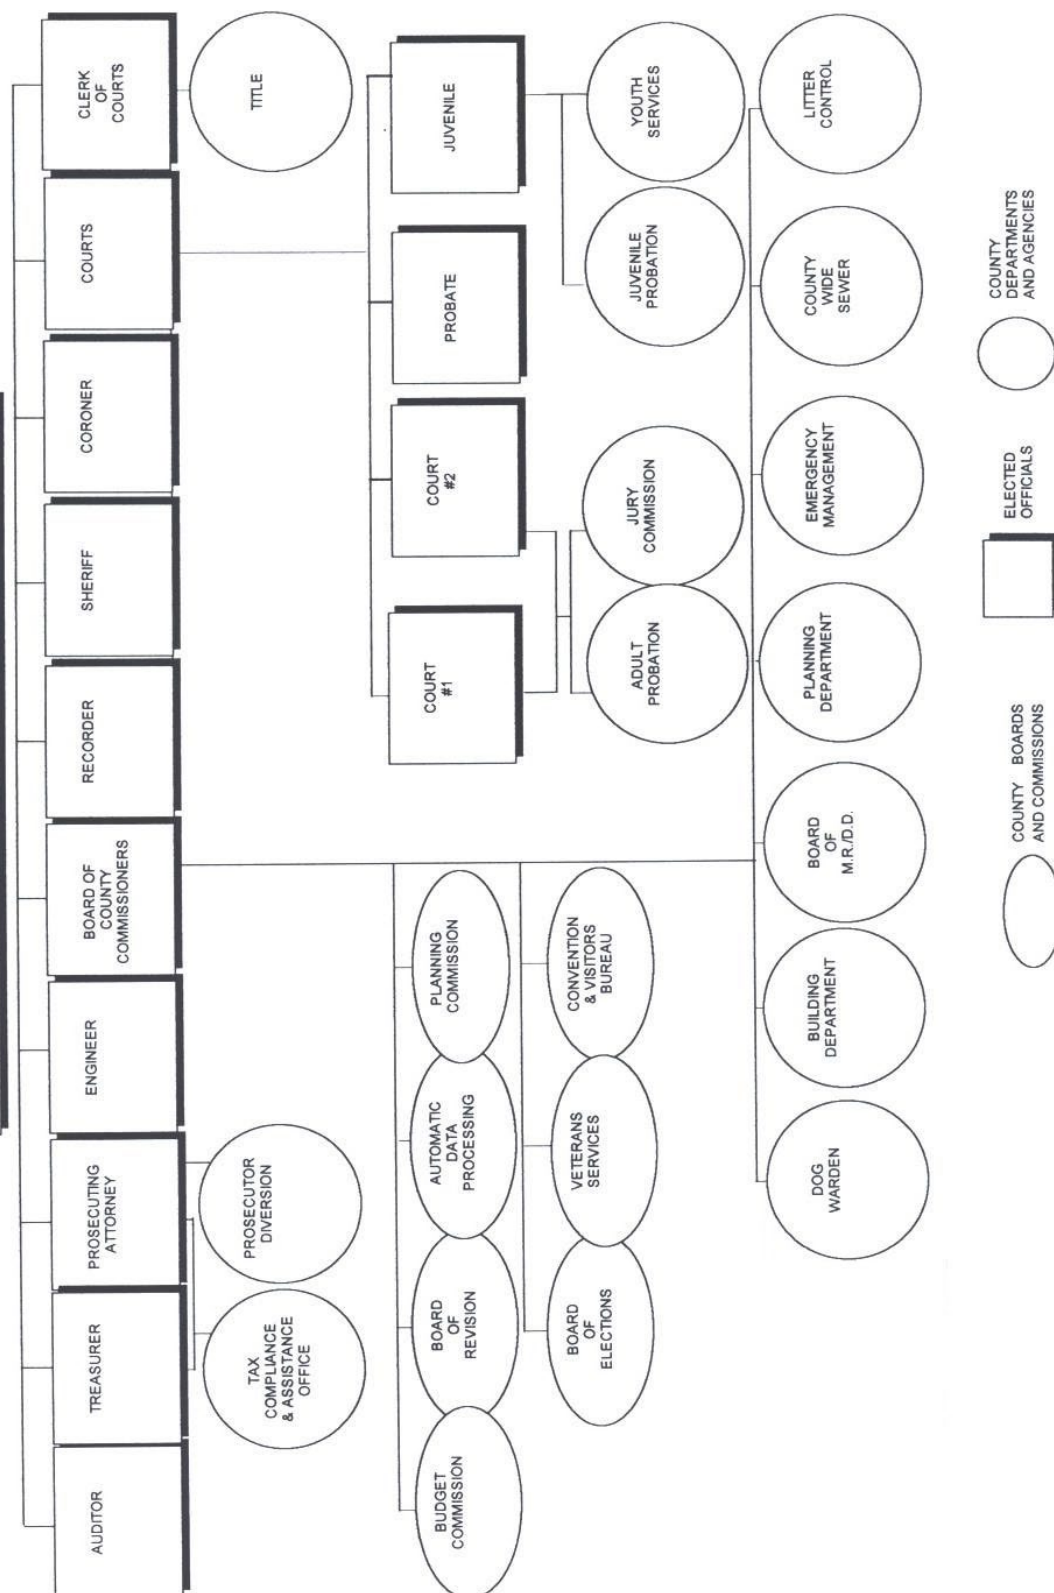 AUDITOR
TREASURER
PROSECUTING
ATTORNEY
ENGINEER
BOARD OF
COUNTY
COMMISSIONERS
RECORDER
SHERIFF
CORONER
COURTS
CLERK
OF
COURTS
TAX
COMPLIANCE
& ASSISTANCE
OFFICE
PROSECUTOR
DIVERSION
TITLE
COURT
#1
COURT
#2
PROBATE
JUVENILE
BUDGET
COMMISSION
BOARD
OF
REVISION
AUTOMATIC
DATA
PROCESSING
PLANNING
COMMISSION
BOARD
OF
ELECTIONS
VETERANS
SERVICES
CONVENTION
& VISITORS
BUREAU
ADULT
PROBATION
JURY
COMMISSION
JUVENILE
PROBATION
YOUTH
SERVICES
DOG
WARDEN
BUILDING
DEPARTMENT
BOARD
OF
M.R./D.D.
PLANNING
DEPARTMENT
EMERGENCY
MANAGEMENT
COUNTY
WIDE
SEWER
LITTER
CONTROL
COUNTY BOARDS
AND COMMISSIONS
ELECTED
OFFICIALS
COUNTY
DEPARTMENTS
AND AGENCIES